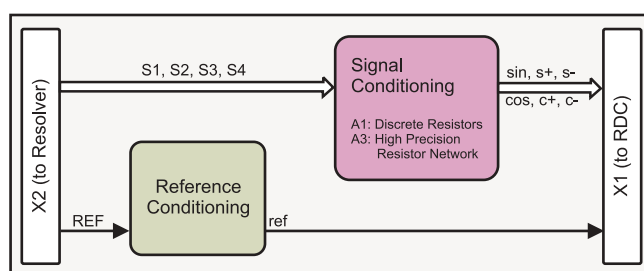 X2 (to Resolver)
S1, S2, S3, S4
Signal
Conditioning
A1: Discrete Resistors
A3: High Precision
Resistor Network
sin, s+, s-
cos, c+, c-
X1 (to RDC)
Reference
Conditioning
REF
ref